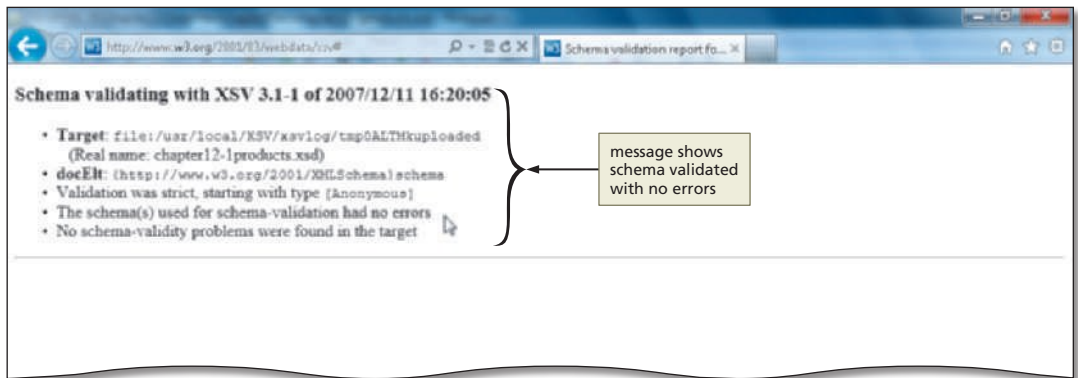 http://www.w3.org/2001/03/webdata/xsv#
Schema validation report fo...
Schema validating with XSV 3.1-1 of 2007/12/11 16:20:05
• Target: file:/usr/local/XSV/xsvlog/tmp0ALTHkuploaded
(Real name: chapter12-1products.xsd)
• docElt: {http://www.w3.org/2001/XMLSchema}schema
• Validation was strict, starting with type [Anonymous]
• The schema(s) used for schema-validation had no errors
• No schema-validity problems were found in the target
message shows
schema validated
with no errors